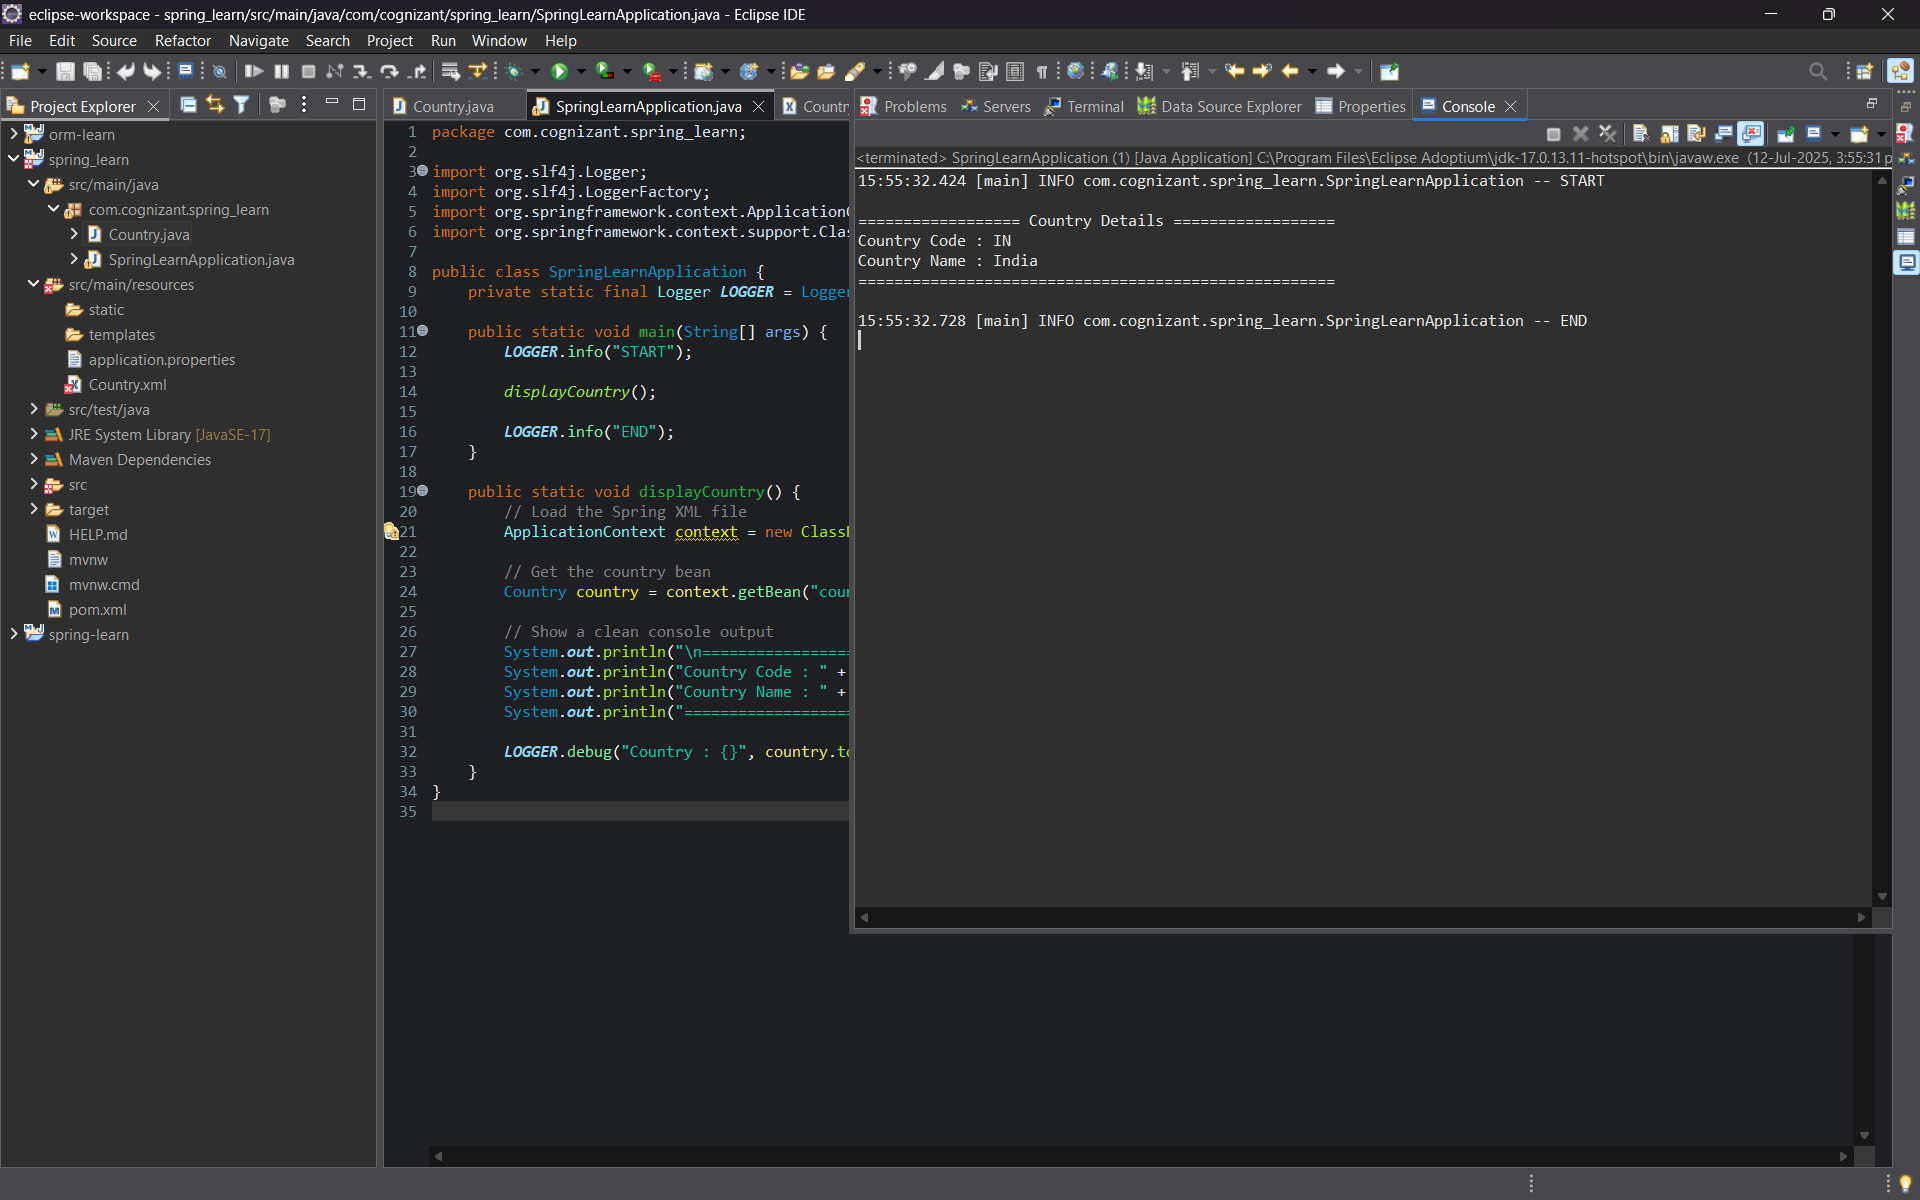 eclipse-workspace - spring_learn/src/main/java/com/cognizant/spring_learn/SpringLearnApplication.java - Eclipse IDE
File Edit Source Refactor Navigate Search Project Run Window Help
Project Explorer
orm-learn
spring_learn
src/main/java
com.cognizant.spring_learn
Country.java
SpringLearnApplication.java
src/main/resources
static
templates
application.properties
Country.xml
src/test/java
JRE System Library [JavaSE-17]
Maven Dependencies
src
target
HELP.md
mvnw
mvnw.cmd
pom.xml
spring-learn
Country.java SpringLearnApplication.java Country
1 package com.cognizant.spring_learn;
2
3 import org.slf4j.Logger;
4 import org.slf4j.LoggerFactory;
5 import org.springframework.context.Application
6 import org.springframework.context.support.Cla
7
8 public class SpringLearnApplication {
9 private static final Logger LOGGER = Logger
10
11 public static void main(String[] args) {
12 LOGGER.info("START");
13
14 displayCountry();
15
16 LOGGER.info("END");
17 }
18
19 public static void displayCountry() {
20 // Load the Spring XML file
21 ApplicationContext context = new Class
22
23 // Get the country bean
24 Country country = context.getBean("cou
25
26 // Show a clean console output
27 System.out.println("\n=================
28 System.out.println("Country Code : " +
29 System.out.println("Country Name : " +
30 System.out.println("===================
31
32 LOGGER.debug("Country : {}", country.to
33 }
34 }
35
Problems Servers Terminal Data Source Explorer Properties Console
<terminated> SpringLearnApplication (1) [Java Application] C:\Program Files\Eclipse Adoptium\jdk-17.0.13.11-hotspot\bin\javaw.exe (12-Jul-2025, 3:55:31 p
15:55:32.424 [main] INFO com.cognizant.spring_learn.SpringLearnApplication -- START
================== Country Details ==================
Country Code : IN
Country Name : India
=====================================================
15:55:32.728 [main] INFO com.cognizant.spring_learn.SpringLearnApplication -- END